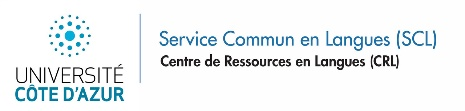 UNIVERSITÉ
CÔTE D'AZUR
Service Commun en Langues (SCL)
Centre de Ressources en Langues (CRL)